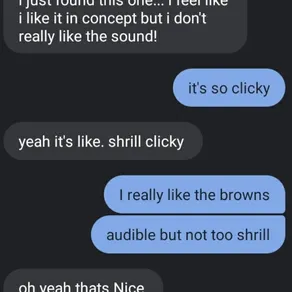 I just found this one... I feel like
i like it in concept but i don't
really like the sound!
it's so clicky
yeah it's like. shrill clicky
I really like the browns
audible but not too shrill
oh yeah thats Nice